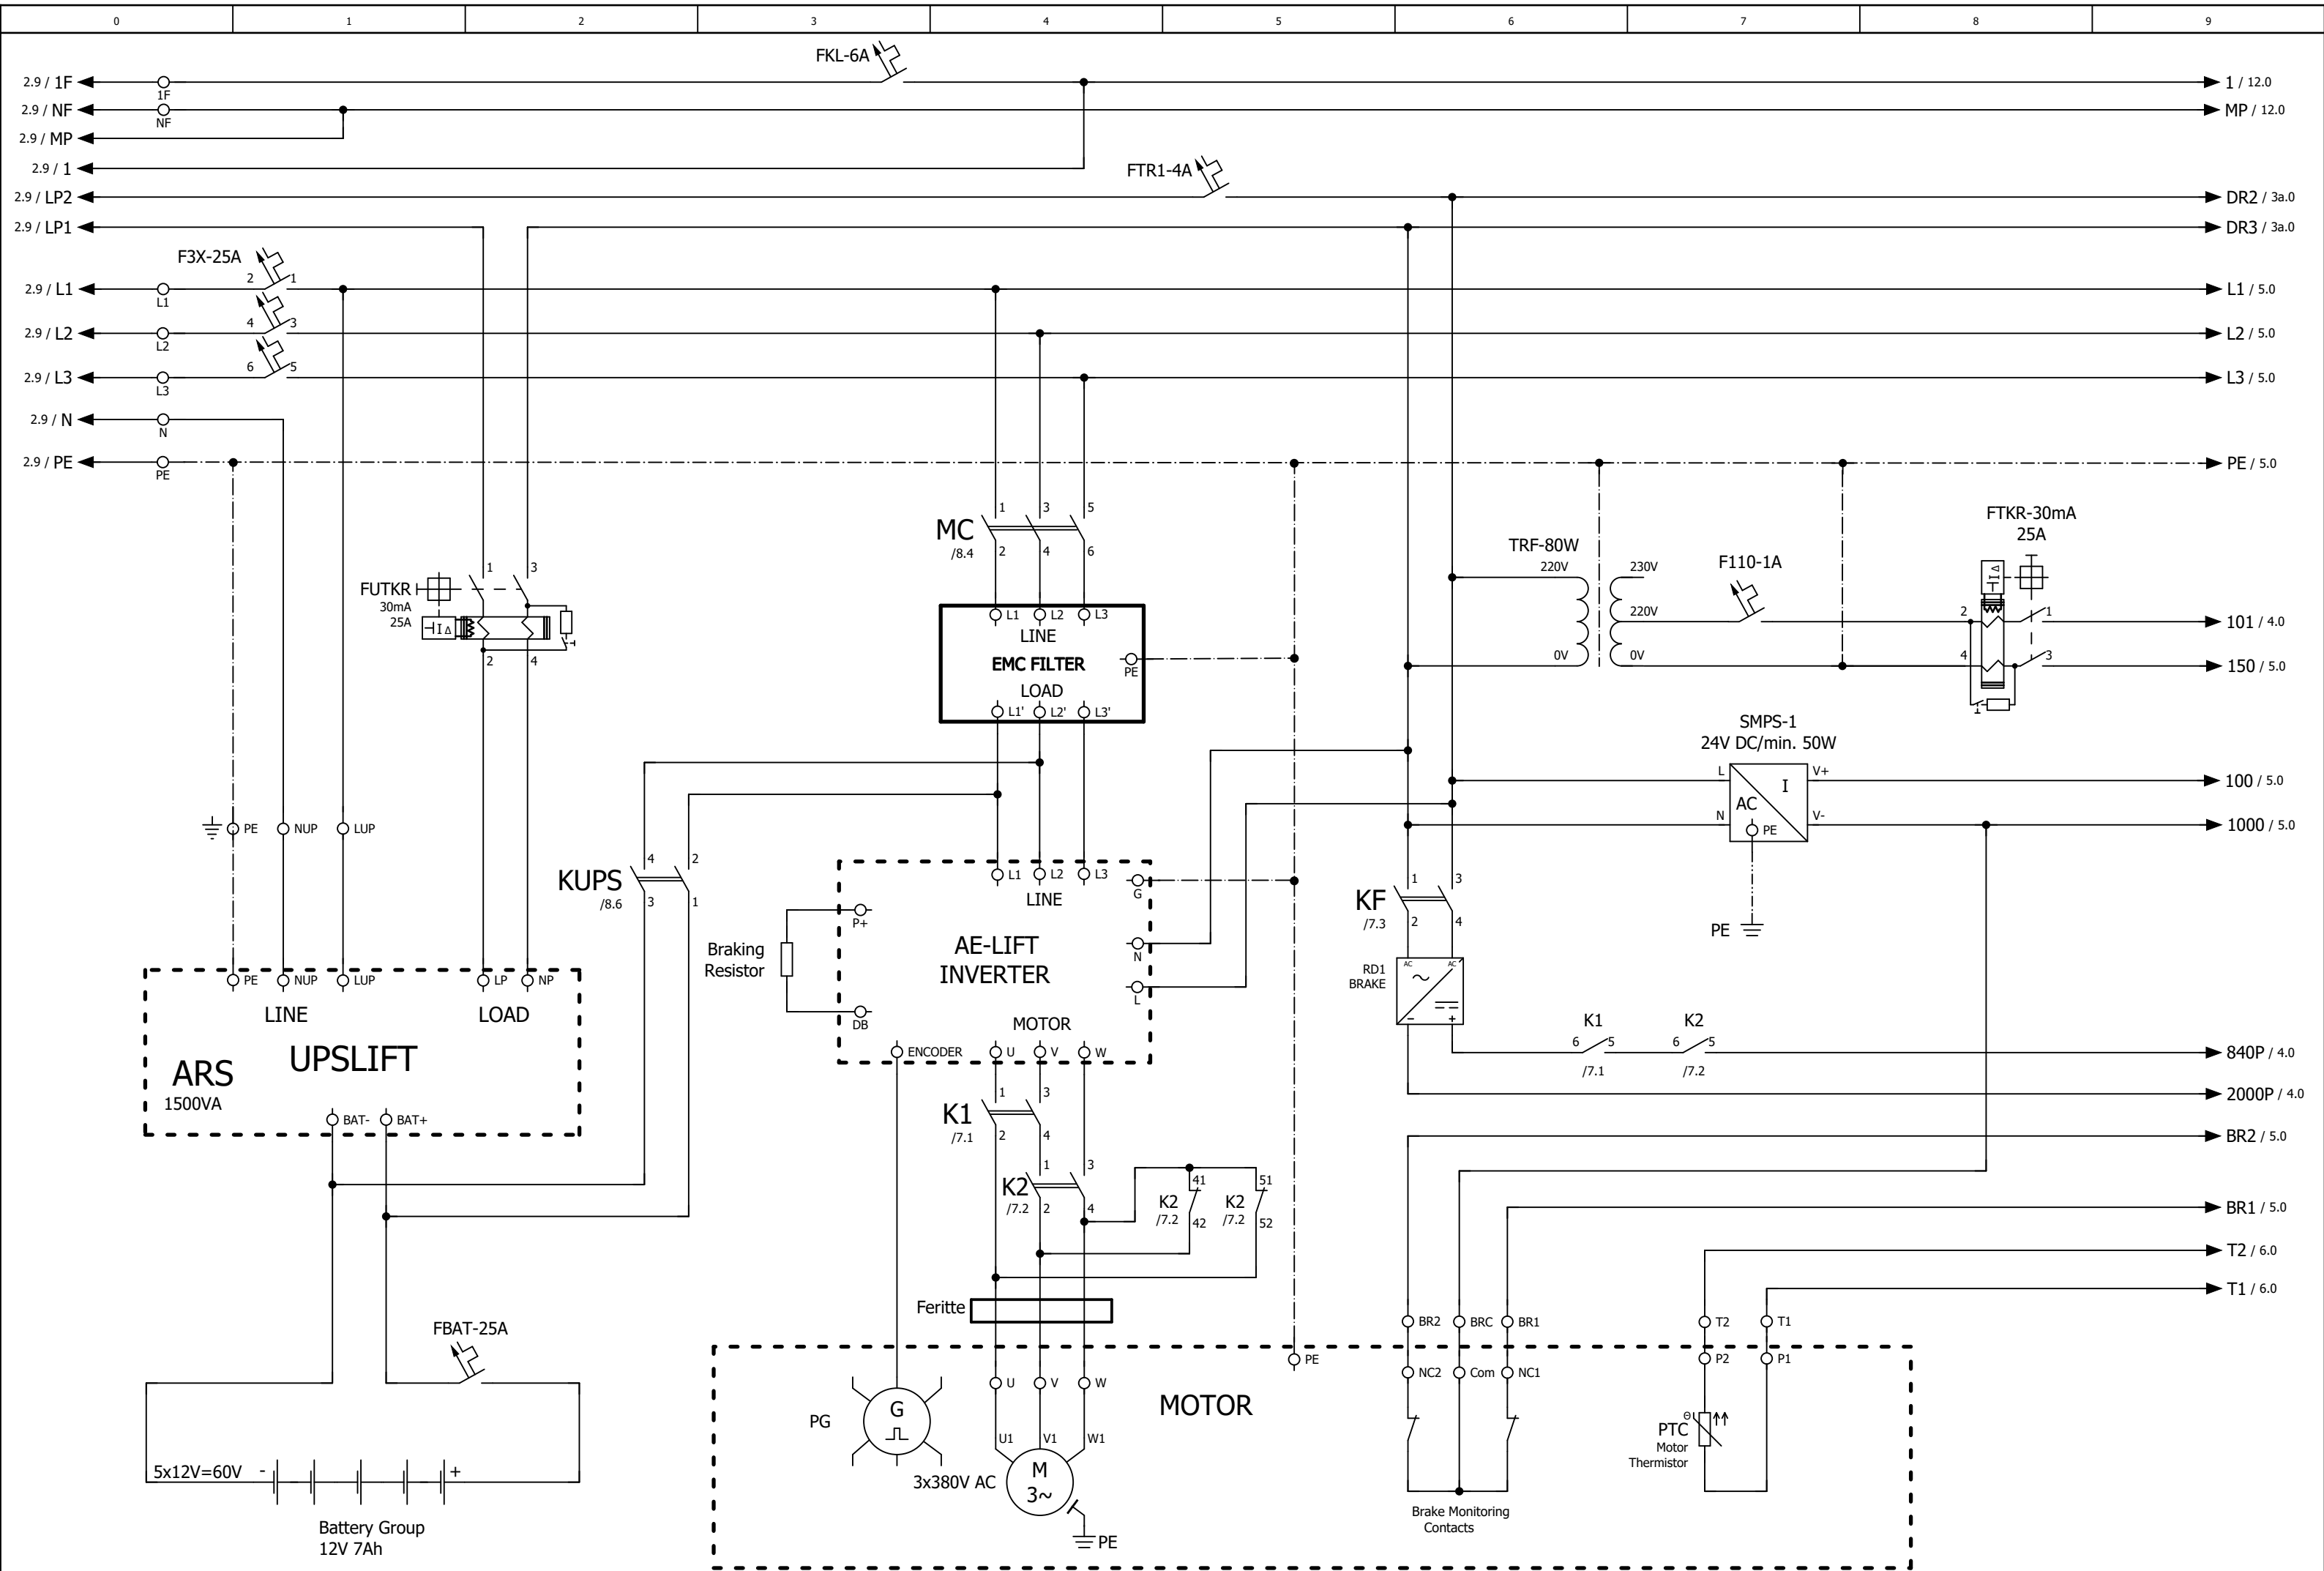 0 1 2 3 4 5 6 7 8 9
FKL-6A
2.9 / 1F
1F
1 / 12.0
2.9 / NF
NF
MP / 12.0
2.9 / MP
2.9 / 1
FTR1-4A
2.9 / LP2
DR2 / 3a.0
2.9 / LP1
DR3 / 3a.0
F3X-25A
2 1
2.9 / L1
L1
L1 / 5.0
4 3
2.9 / L2
L2
L2 / 5.0
6 5
2.9 / L3
L3
L3 / 5.0
2.9 / N
N
2.9 / PE
PE
PE / 5.0
MC
/8.4
1 3 5
2 4 6
FUTKR
30mA
25A
1 3
I Δ
2 4
L1 L2 L3
LINE
EMC FILTER
PE
LOAD
L1' L2' L3'
TRF-80W
220V 230V
220V
0V 0V
F110-1A
FTKR-30mA
25A
I Δ
2 1
4 3
101 / 4.0
150 / 5.0
SMPS-1
24V DC/min. 50W
L V+
I
AC
N V-
PE
PE
100 / 5.0
1000 / 5.0
PE NUP LUP
KUPS
/8.6
4 2
3 1
L1 L2 L3
LINE
G
P+
AE-LIFT
INVERTER
N
L
Braking
Resistor
DB
MOTOR
ENCODER U V W
KF
/7.3
1 3
2 4
RD1
BRAKE
AC AC
- +
K1
6 5
/7.1
K2
6 5
/7.2
840P / 4.0
2000P / 4.0
PE NUP LUP LP NP
LINE LOAD
UPSLIFT
ARS
1500VA
BAT- BAT+
K1
/7.1
1 3
2 4
K2
/7.2
1 3
2 4
K2
/7.2
41
42
K2
/7.2
51
52
BR2 / 5.0
BR1 / 5.0
T2 / 6.0
T1 / 6.0
Feritte
FBAT-25A
BR2 BRC BR1
T2 T1
PE
NC2 Com NC1
P2 P1
U V W
MOTOR
PG
G
U1 V1 W1
3x380V AC
M
3~
PE
PTC
Motor
Thermistor
Θ
Brake Monitoring
Contacts
5x12V=60V - +
Battery Group
12V 7Ah